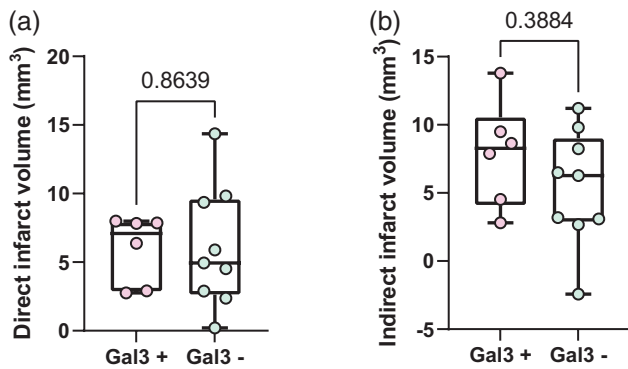 (a)
Direct infarct volume (mm³)
20
15
10
5
0
0.8639
Gal3 +
Gal3 -
(b)
Indirect infarct volume (mm³)
15
10
5
0
-5
0.3884
Gal3 +
Gal3 -